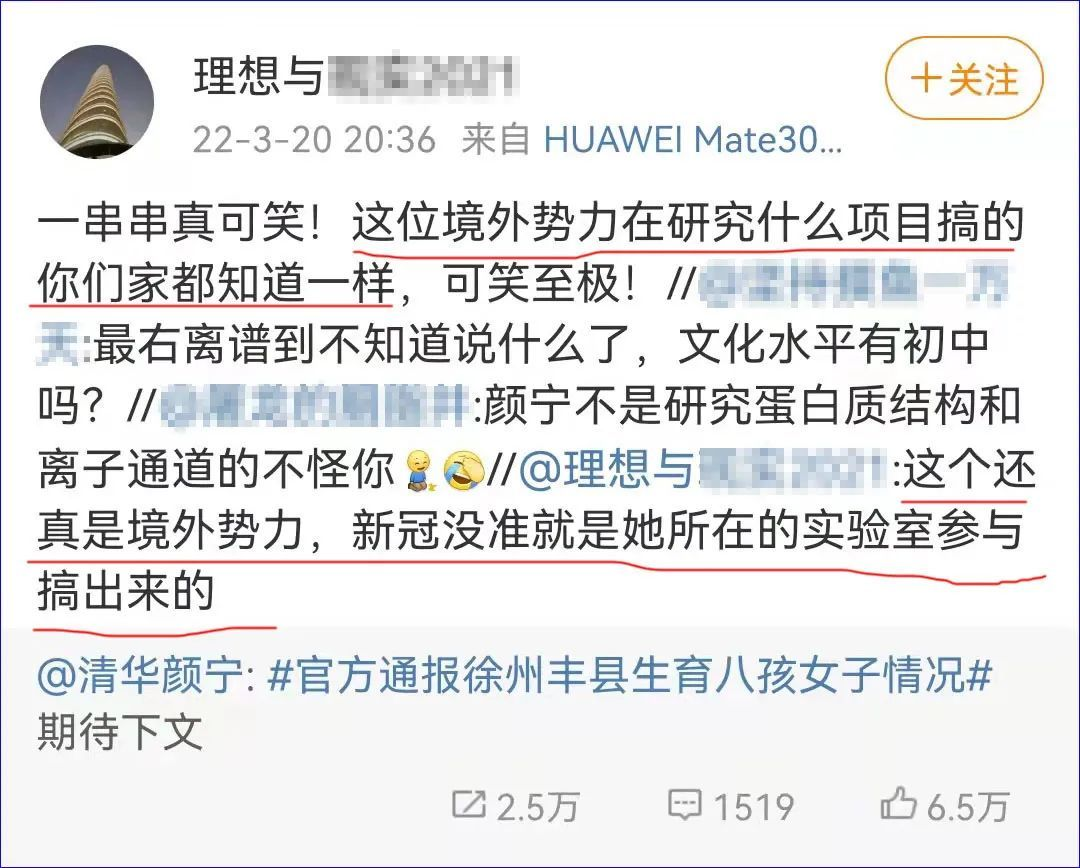 理想与
+关注
22-3-20 20:36 来自 HUAWEI Mate30...
一串串真可笑！这位境外势力在研究什么项目搞的
你们家都知道一样，可笑至极！//
:最右离谱到不知道说什么了，文化水平有初中
吗？//:颜宁不是研究蛋白质结构和
离子通道的不怪你//@理想与:这个还
真是境外势力，新冠没准就是她所在的实验室参与
搞出来的
@清华颜宁: #官方通报徐州丰县生育八孩女子情况#
期待下文
2.5万 1519 6.5万